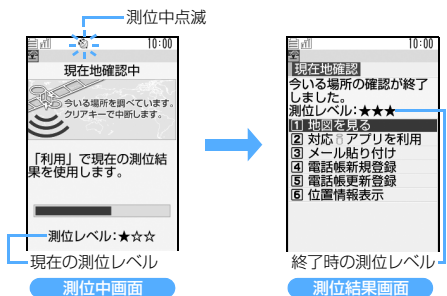 測位中点滅
10:00
現在地確認中
今いる場所を調べています。
クリアキーで中断します。
「利用」で現在の測位結
果を使用します。
測位レベル:★☆☆
現在の測位レベル
測位中画面
10:00
現在地確認
今いる場所の確認が終了
しました。
測位レベル:★★★
1 地図を見る
2 対応iアプリを利用
3 メール貼り付け
4 電話帳新規登録
5 電話帳更新登録
6 位置情報表示
終了時の測位レベル
測位結果画面